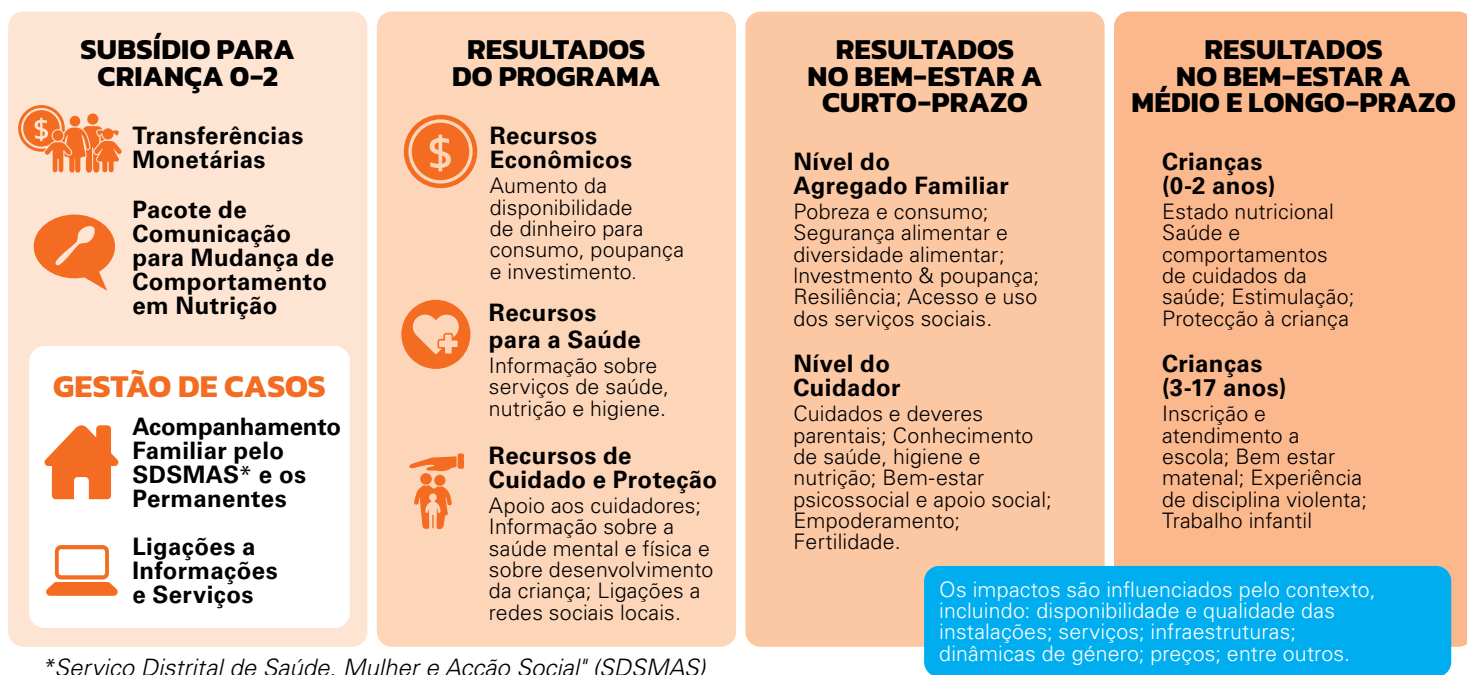 SUBSÍDIO PARA
CRIANÇA 0-2
Transferências
Monetárias
Pacote de
Comunicação
para Mudança de
Comportamento
em Nutrição
GESTÃO DE CASOS
Acompanhamento
Familiar pelo
SDSMAS* e os
Permanentes
Ligações a
Informações
e Serviços
RESULTADOS
DO PROGRAMA
Recursos
Econômicos
Aumento da
disponibilidade
de dinheiro para
consumo, poupança
e investimento.
Recursos
para a Saúde
Informação sobre
serviços de saúde,
nutrição e higiene.
Recursos de
Cuidado e Proteção
Apoio aos cuidadores;
Informação sobre a
saúde mental e física e
sobre desenvolvimento
da criança; Ligações a
redes sociais locais.
RESULTADOS
NO BEM-ESTAR A
CURTO-PRAZO
Nível do
Agregado Familiar
Pobreza e consumo;
Segurança alimentar e
diversidade alimentar;
Investmento & poupança;
Resiliência; Acesso e uso
dos serviços sociais.
Nível do
Cuidador
Cuidados e deveres
parentais; Conhecimento
de saúde, higiene e
nutrição; Bem-estar
psicossocial e apoio social;
Empoderamento;
Fertilidade.
RESULTADOS
NO BEM-ESTAR A
MÉDIO E LONGO-PRAZO
Crianças
(0-2 anos)
Estado nutricional
Saúde e
comportamentos
de cuidados da
saúde; Estimulação;
Protecção à criança
Crianças
(3-17 anos)
Inscrição e
atendimento a
escola; Bem estar
matenal; Experiência
de disciplina violenta;
Trabalho infantil
Os impactos são influenciados pelo contexto,
incluindo: disponibilidade e qualidade das
instalações; serviços; infraestruturas;
dinâmicas de género; preços; entre outros.
*Serviço Distrital de Saúde, Mulher e Acção Social" (SDSMAS)